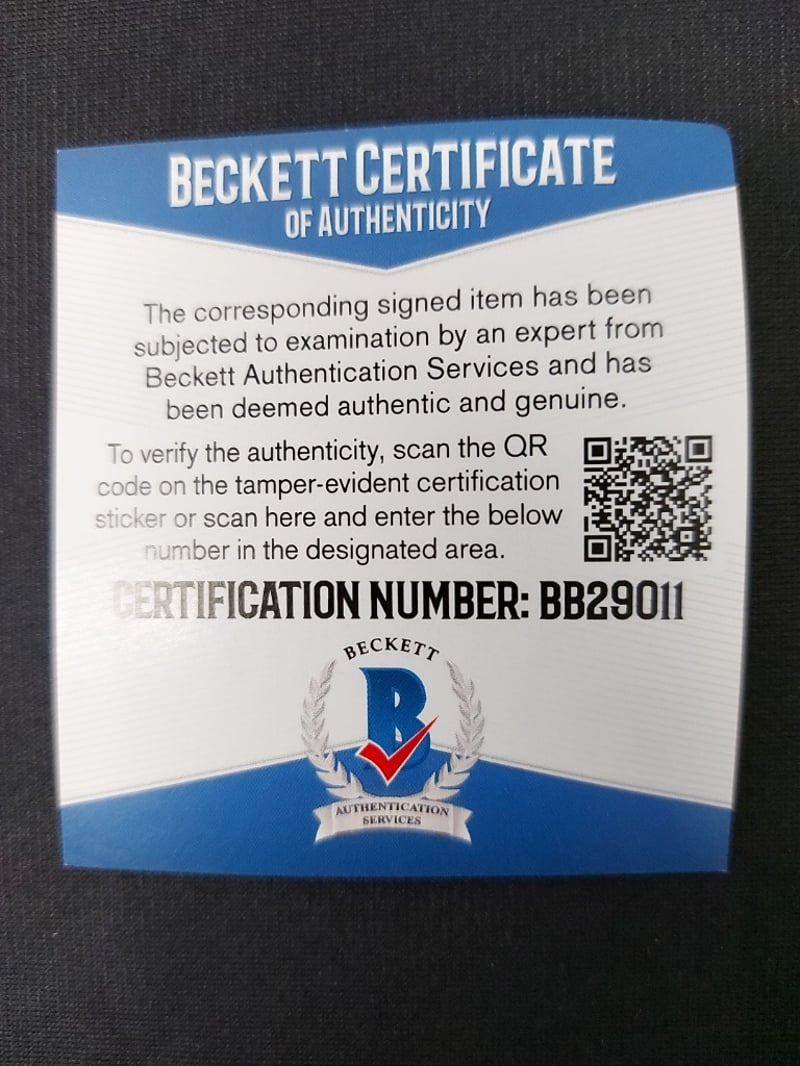 BECKETT CERTIFICATE
OF AUTHENTICITY
The corresponding signed item has been
subjected to examination by an expert from
Beckett Authentication Services and has
been deemed authentic and genuine.
To verify the authenticity, scan the QR
code on the tamper-evident certification
sticker or scan here and enter the below
number in the designated area.
CERTIFICATION NUMBER: BB29011
BECKETT
B
AUTHENTICATION
SERVICES